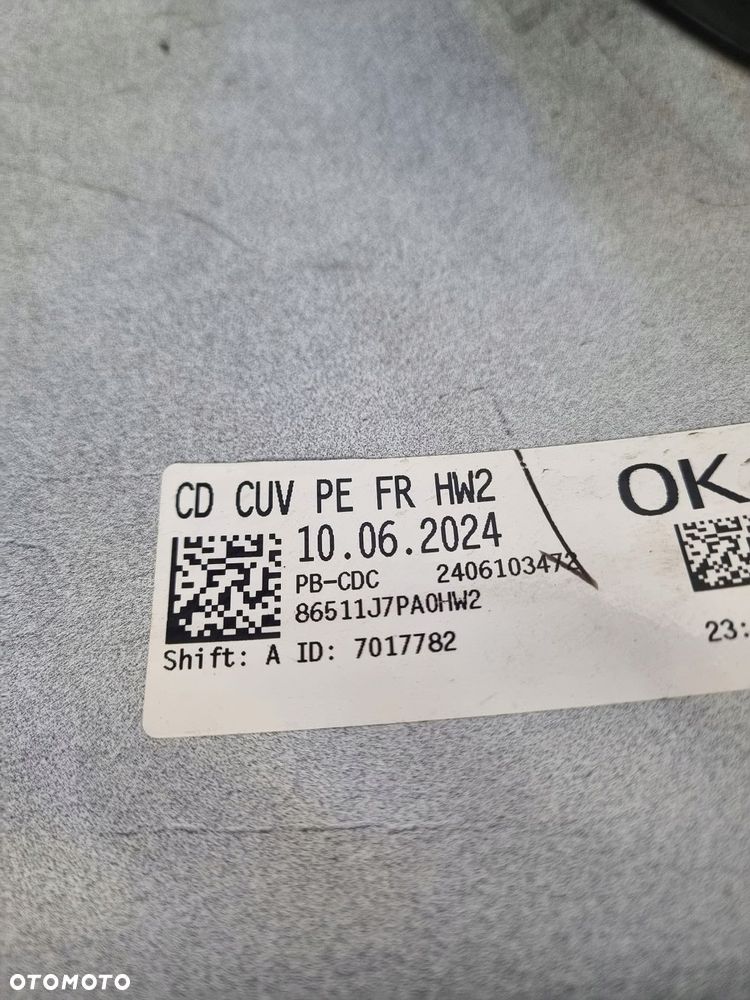 CD CUV PE FR HW2
OK
10.06.2024
PB-CDC 2406103472
86511J7PA0HW2
23:
Shift: A ID: 7017782
OTOMOTO